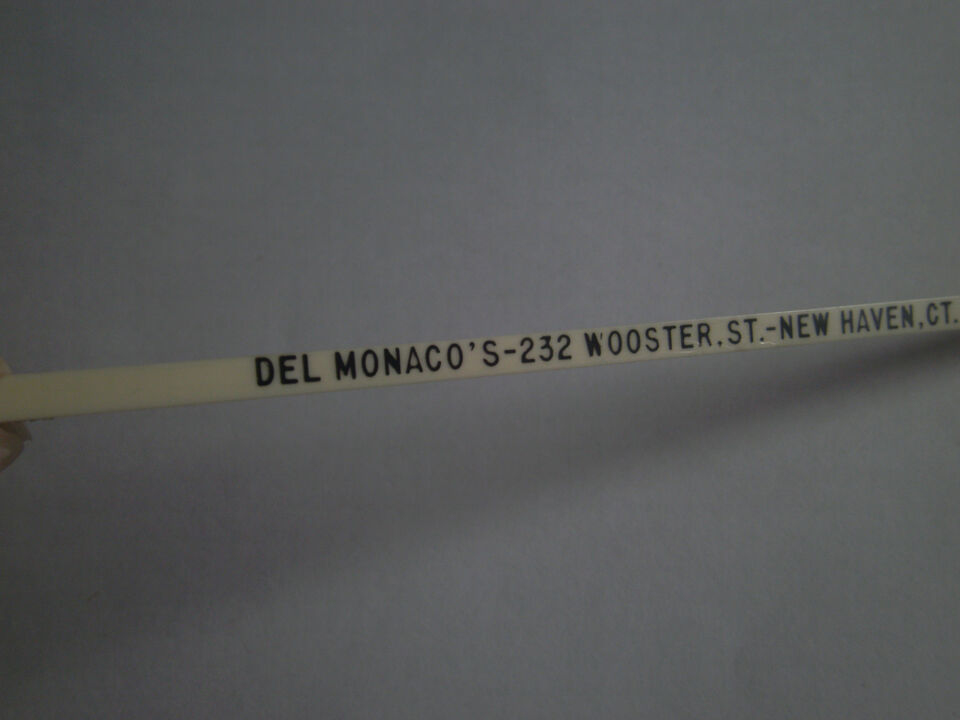 DEL MONACO'S-232 WOOSTER.ST.-NEW HAVEN,CT.